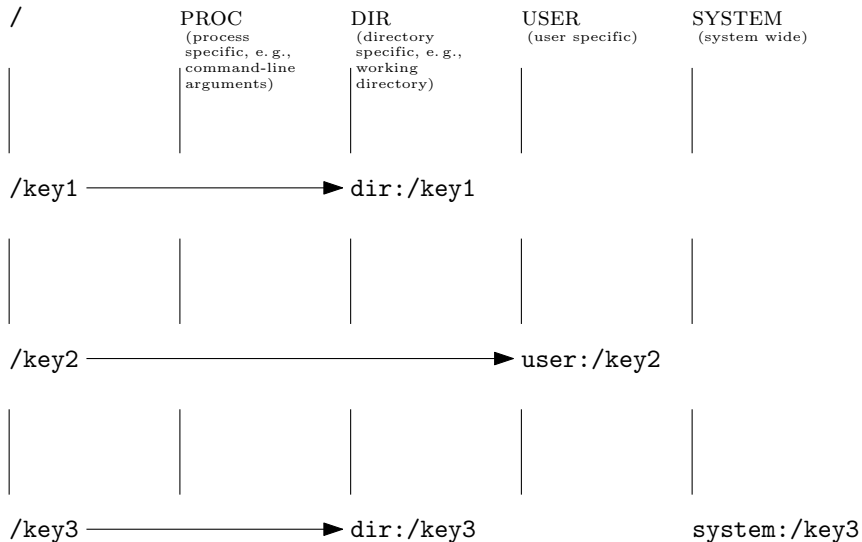 / PROC DIR USER SYSTEM
(process (directory (user specific) (system wide)
specific, e. g., specific, e. g.,
command-line working
arguments) directory)
/key1 dir:/key1
/key2 user:/key2
/key3 dir:/key3 system:/key3